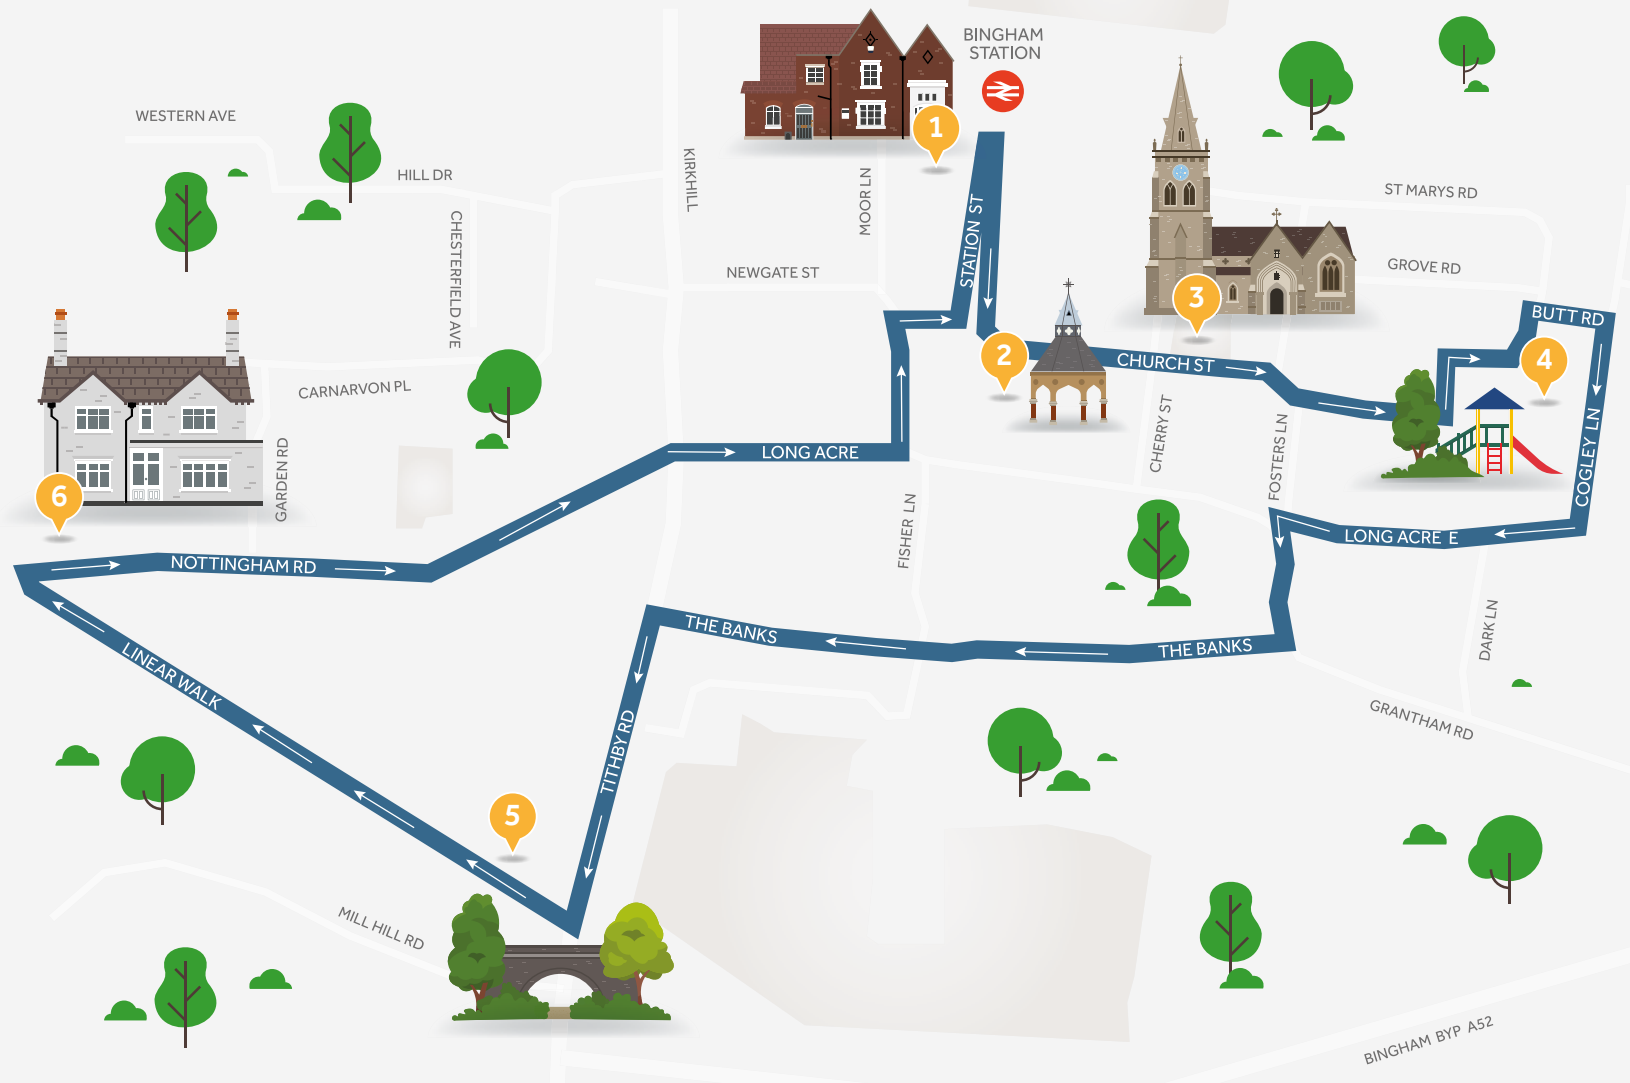 BINGHAM
STATION
1
WESTERN AVE
HILL DR
KIRKHILL
MOOR LN
STATION ST
ST MARYS RD
CHESTERFIELD AVE
NEWGATE ST
GROVE RD
3
BUTT RD
2
CHURCH ST
4
CARNARVON PL
CHERRY ST
FOSTERS LN
COGLEY LN
GARDEN RD
LONG ACRE
6
FISHER LN
LONG ACRE E
NOTTINGHAM RD
THE BANKS
THE BANKS
DARK LN
LINEAR WALK
TITHBY RD
GRANTHAM RD
5
MILL HILL RD
BINGHAM BYP A52